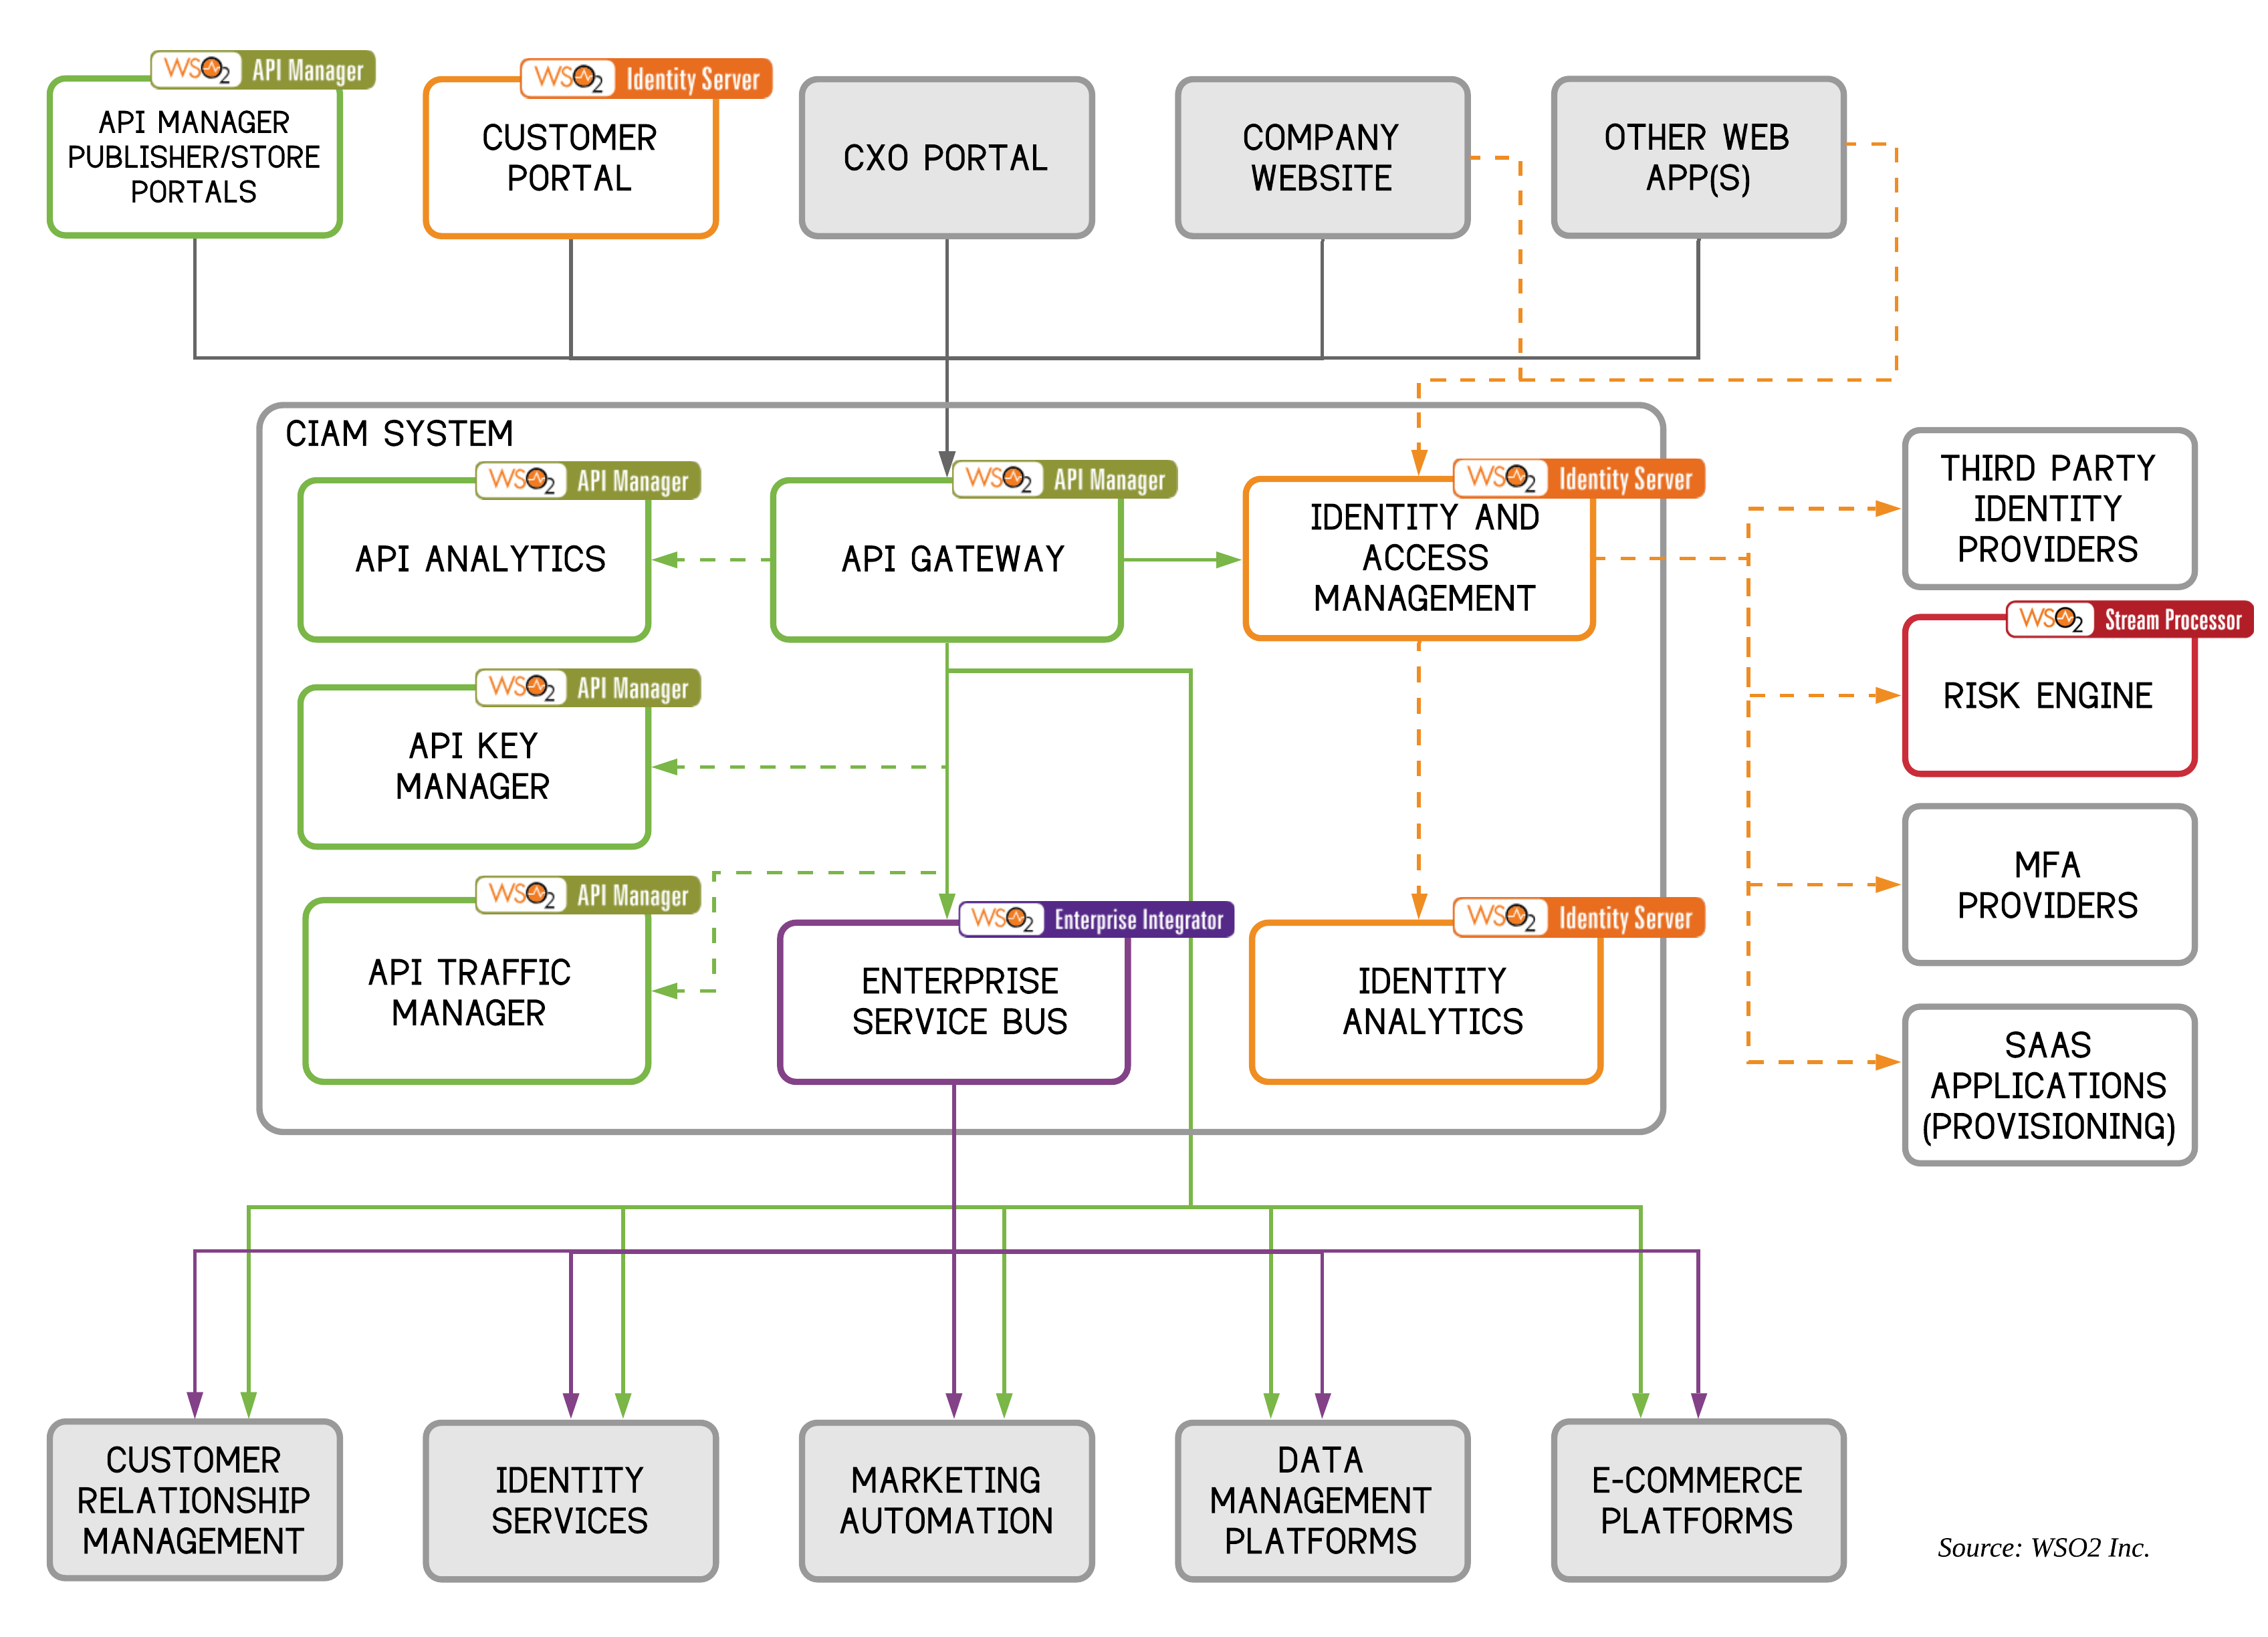 WSO2 API Manager
API MANAGER
PUBLISHER/STORE
PORTALS
WSO2 Identity Server
CUSTOMER
PORTAL
CXO PORTAL
COMPANY
WEBSITE
OTHER WEB
APP(S)
CIAM SYSTEM
WSO2 API Manager
API ANALYTICS
WSO2 API Manager
API GATEWAY
WSO2 Identity Server
IDENTITY AND
ACCESS
MANAGEMENT
THIRD PARTY
IDENTITY
PROVIDERS
WSO2 Stream Processor
RISK ENGINE
WSO2 API Manager
API KEY
MANAGER
MFA
PROVIDERS
WSO2 API Manager
API TRAFFIC
MANAGER
WSO2 Enterprise Integrator
ENTERPRISE
SERVICE BUS
WSO2 Identity Server
IDENTITY
ANALYTICS
SAAS
APPLICATIONS
(PROVISIONING)
CUSTOMER
RELATIONSHIP
MANAGEMENT
IDENTITY
SERVICES
MARKETING
AUTOMATION
DATA
MANAGEMENT
PLATFORMS
E-COMMERCE
PLATFORMS
Source: WSO2 Inc.